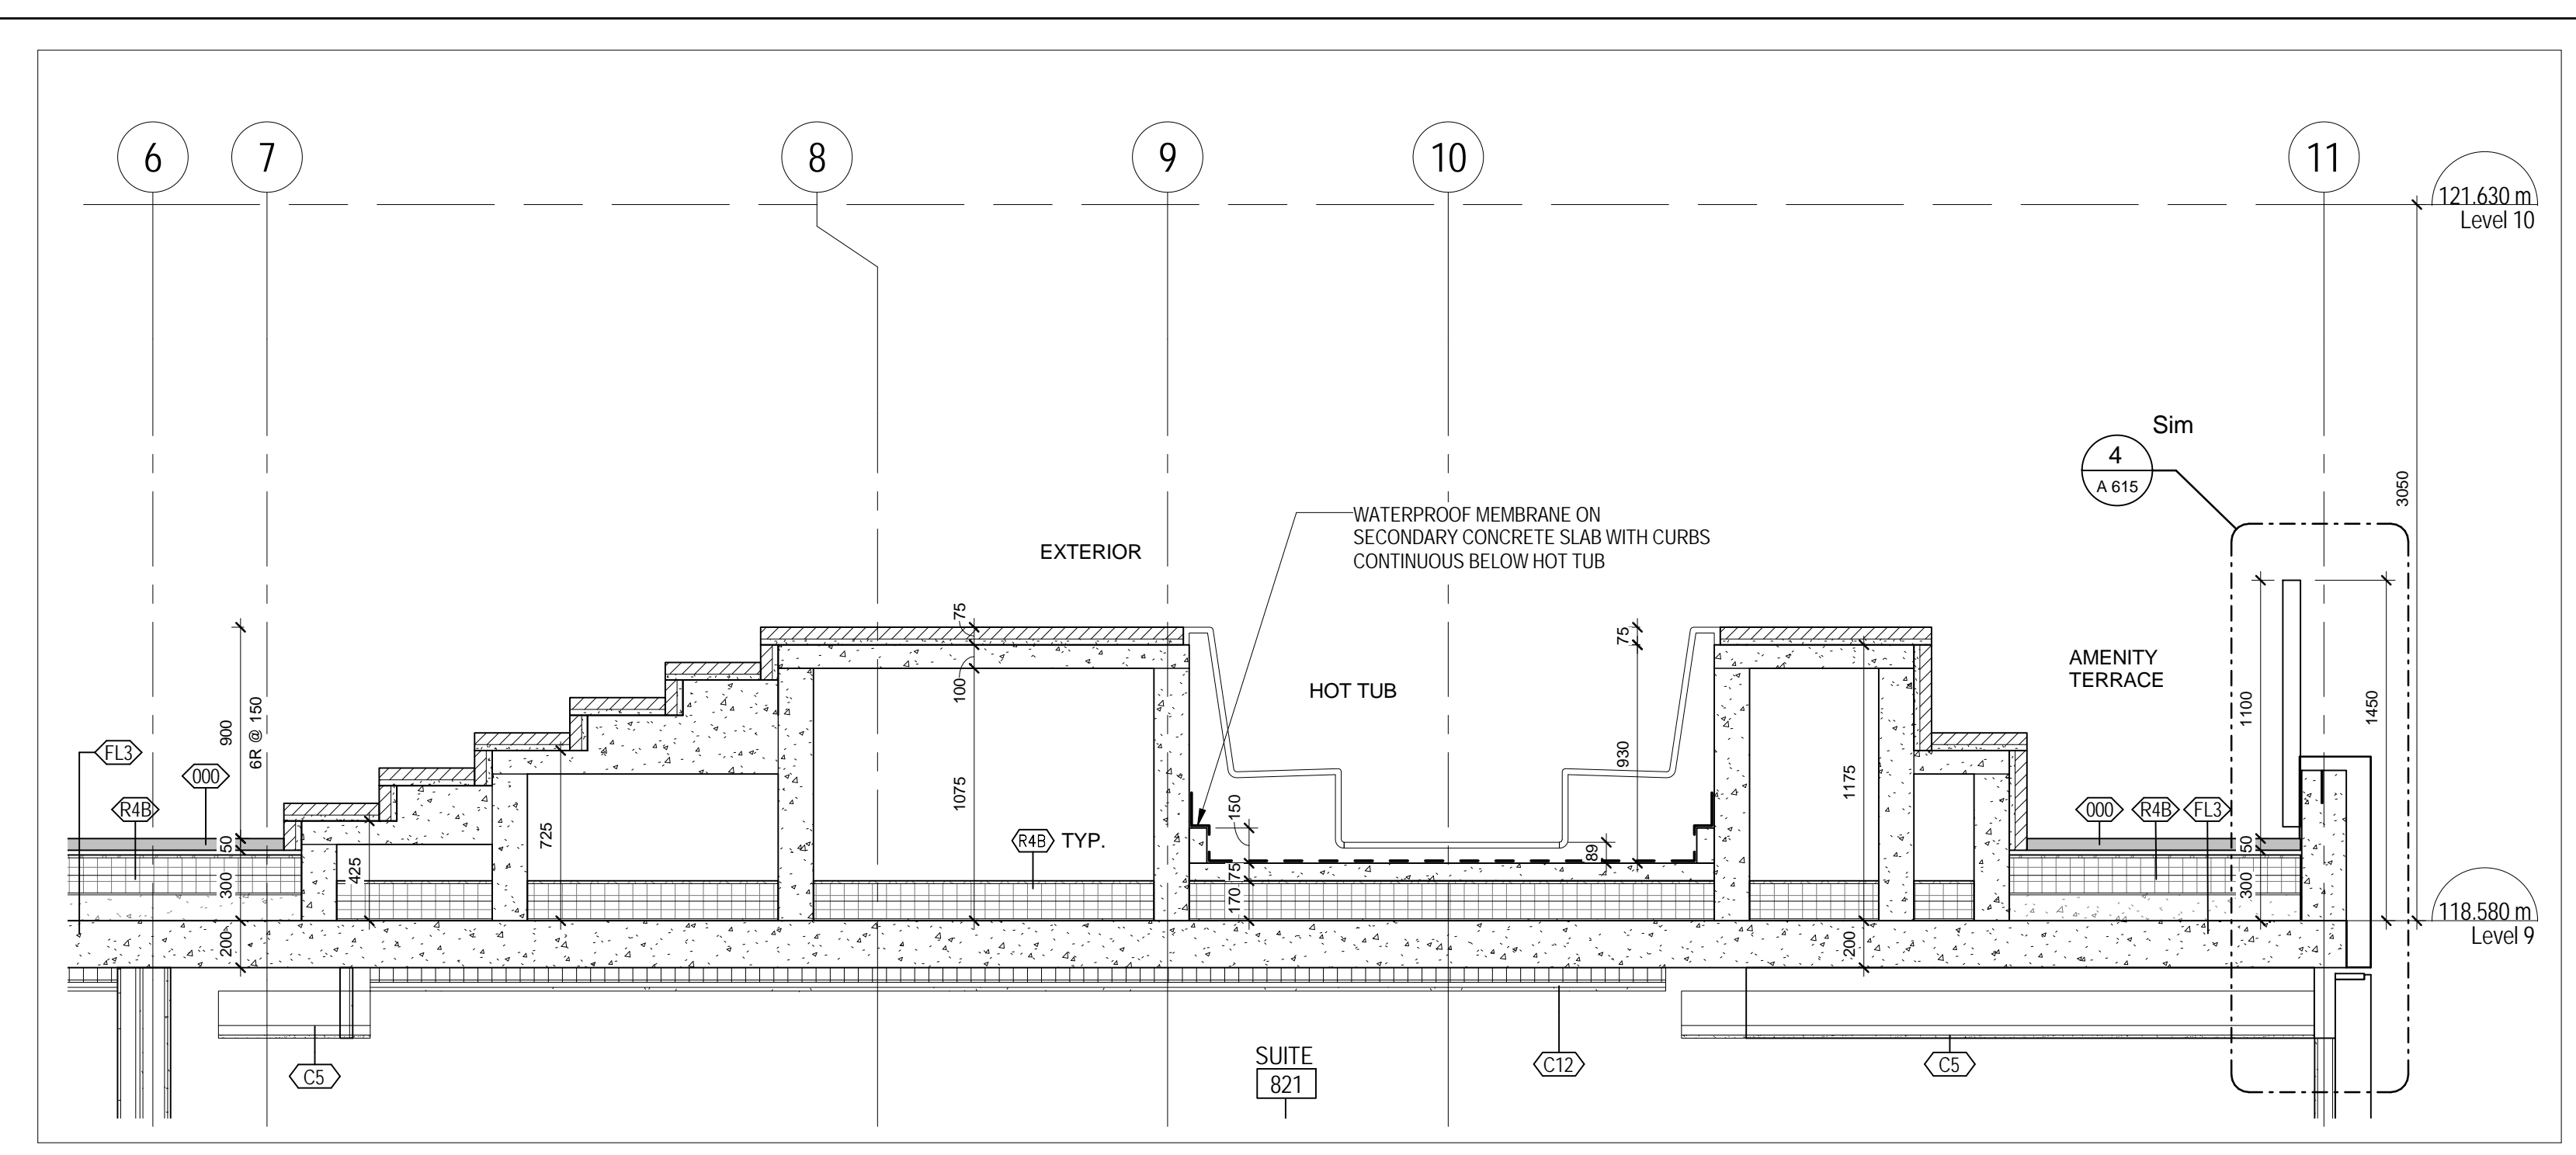 6
7
8
9
10
11
121.630 m
Level 10
Sim
4
A 615
3050
WATERPROOF MEMBRANE ON
SECONDARY CONCRETE SLAB WITH CURBS
CONTINUOUS BELOW HOT TUB
EXTERIOR
75
75
HOT TUB
AMENITY
TERRACE
100
1100
1450
900
6R @ 150
FL3
000
R4B
930
1075
1175
150
725
R4B TYP.
89
000
R4B
FL3
50
50
425
300
75
170
300
118.580 m
Level 9
200
200
SUITE
821
C5
C12
C5